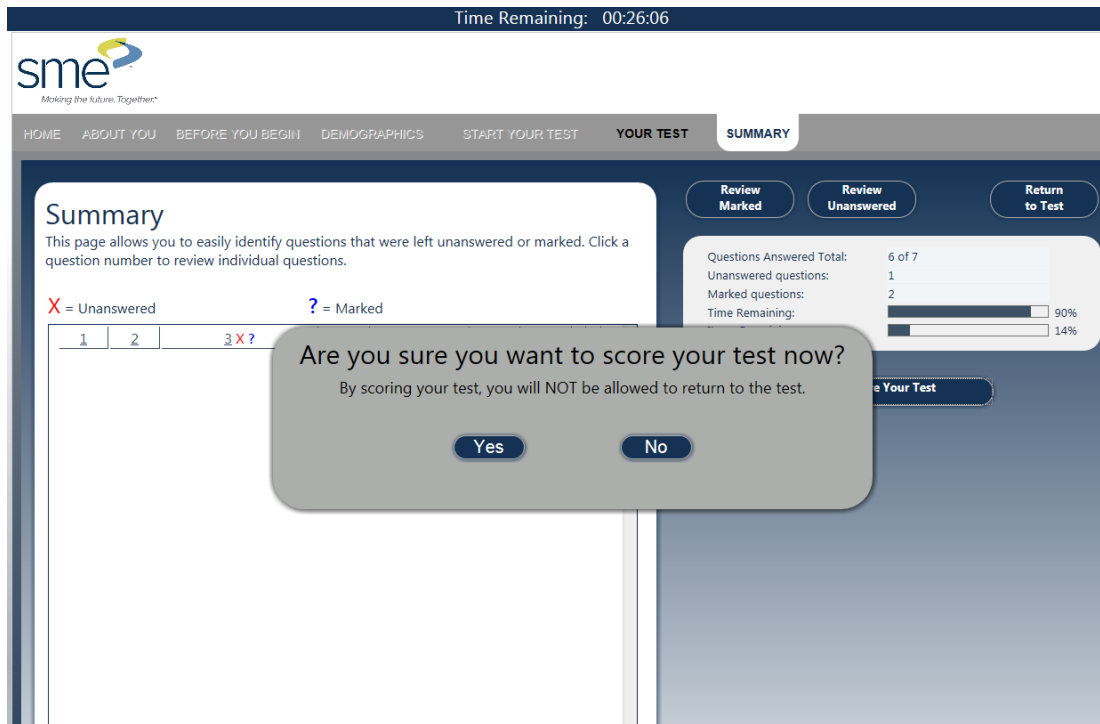 Time Remaining: 00:26:06
sme
Making the future. Together.™
HOME ABOUT YOU BEFORE YOU BEGIN DEMOGRAPHICS START YOUR TEST YOUR TEST SUMMARY
Review Marked
Review Unanswered
Return to Test
Summary
This page allows you to easily identify questions that were left unanswered or marked. Click a
question number to review individual questions.
X = Unanswered ? = Marked
1 2 3 X ?
Questions Answered Total: 6 of 7
Unanswered questions: 1
Marked questions: 2
Time Remaining: 90%
14%
e Your Test
Are you sure you want to score your test now?
By scoring your test, you will NOT be allowed to return to the test.
Yes No